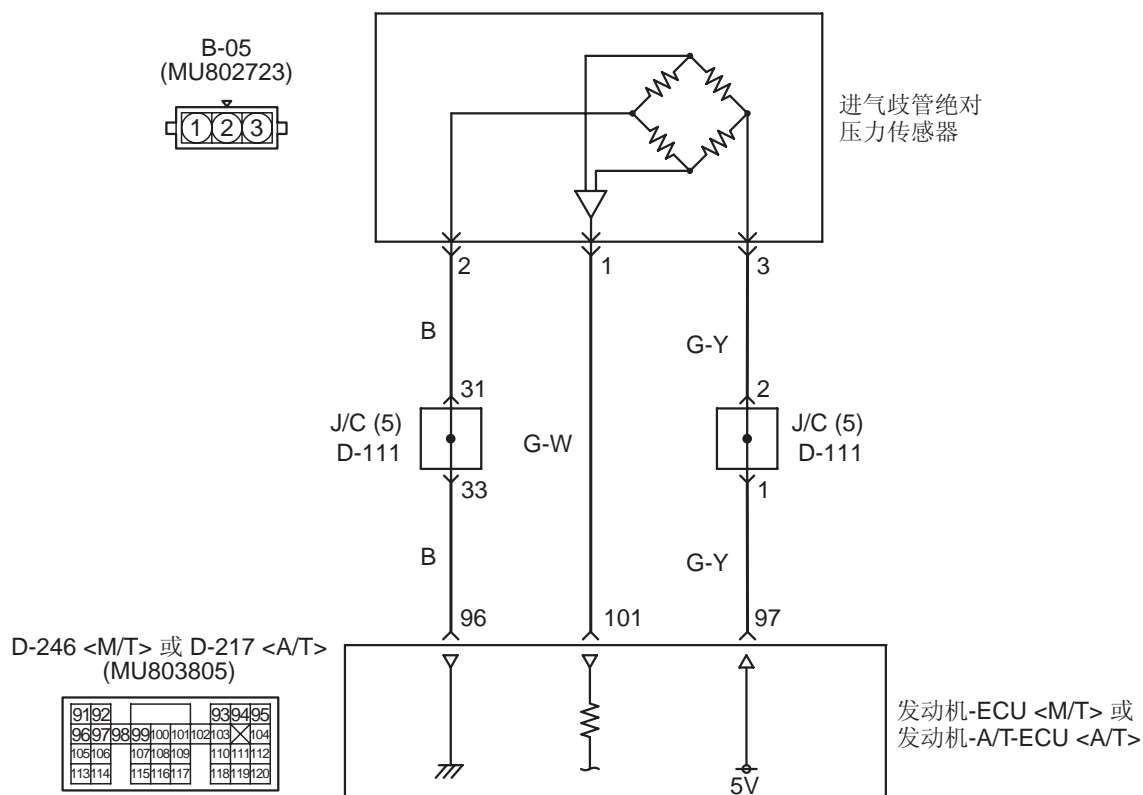 B-05
(MU802723)
1 2 3
进气歧管绝对
压力传感器
2 1 3
B G-Y
31 2
J/C (5)
D-111
G-W
J/C (5)
D-111
33 1
B G-Y
96 101 97
D-246 <M/T> 或 D-217 <A/T>
(MU803805)
91 92 93 94 95
96 97 98 99 100 101 102 103 104
105 106 107 108 109 110 111 112
113 114 115 116 117 118 119 120
发动机-ECU <M/T> 或
发动机-A/T-ECU <A/T>
5V